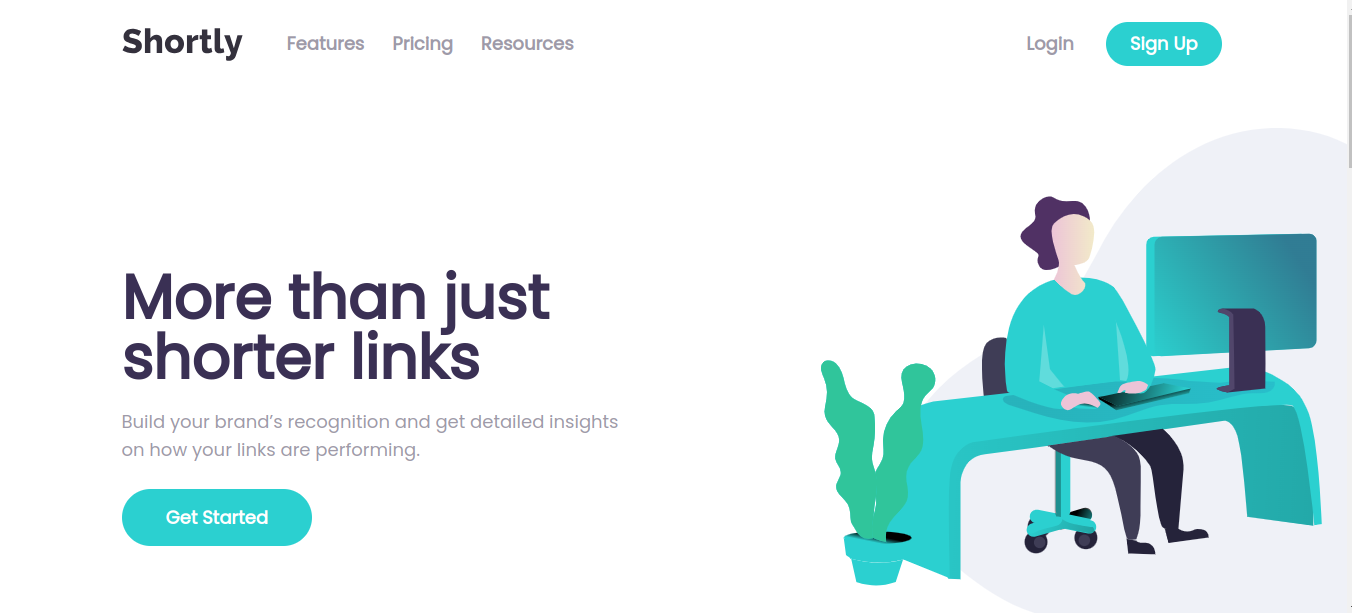 Shortly Features Pricing Resources Login Sign Up
More than just
shorter links
Build your brand’s recognition and get detailed insights
on how your links are performing.
Get Started